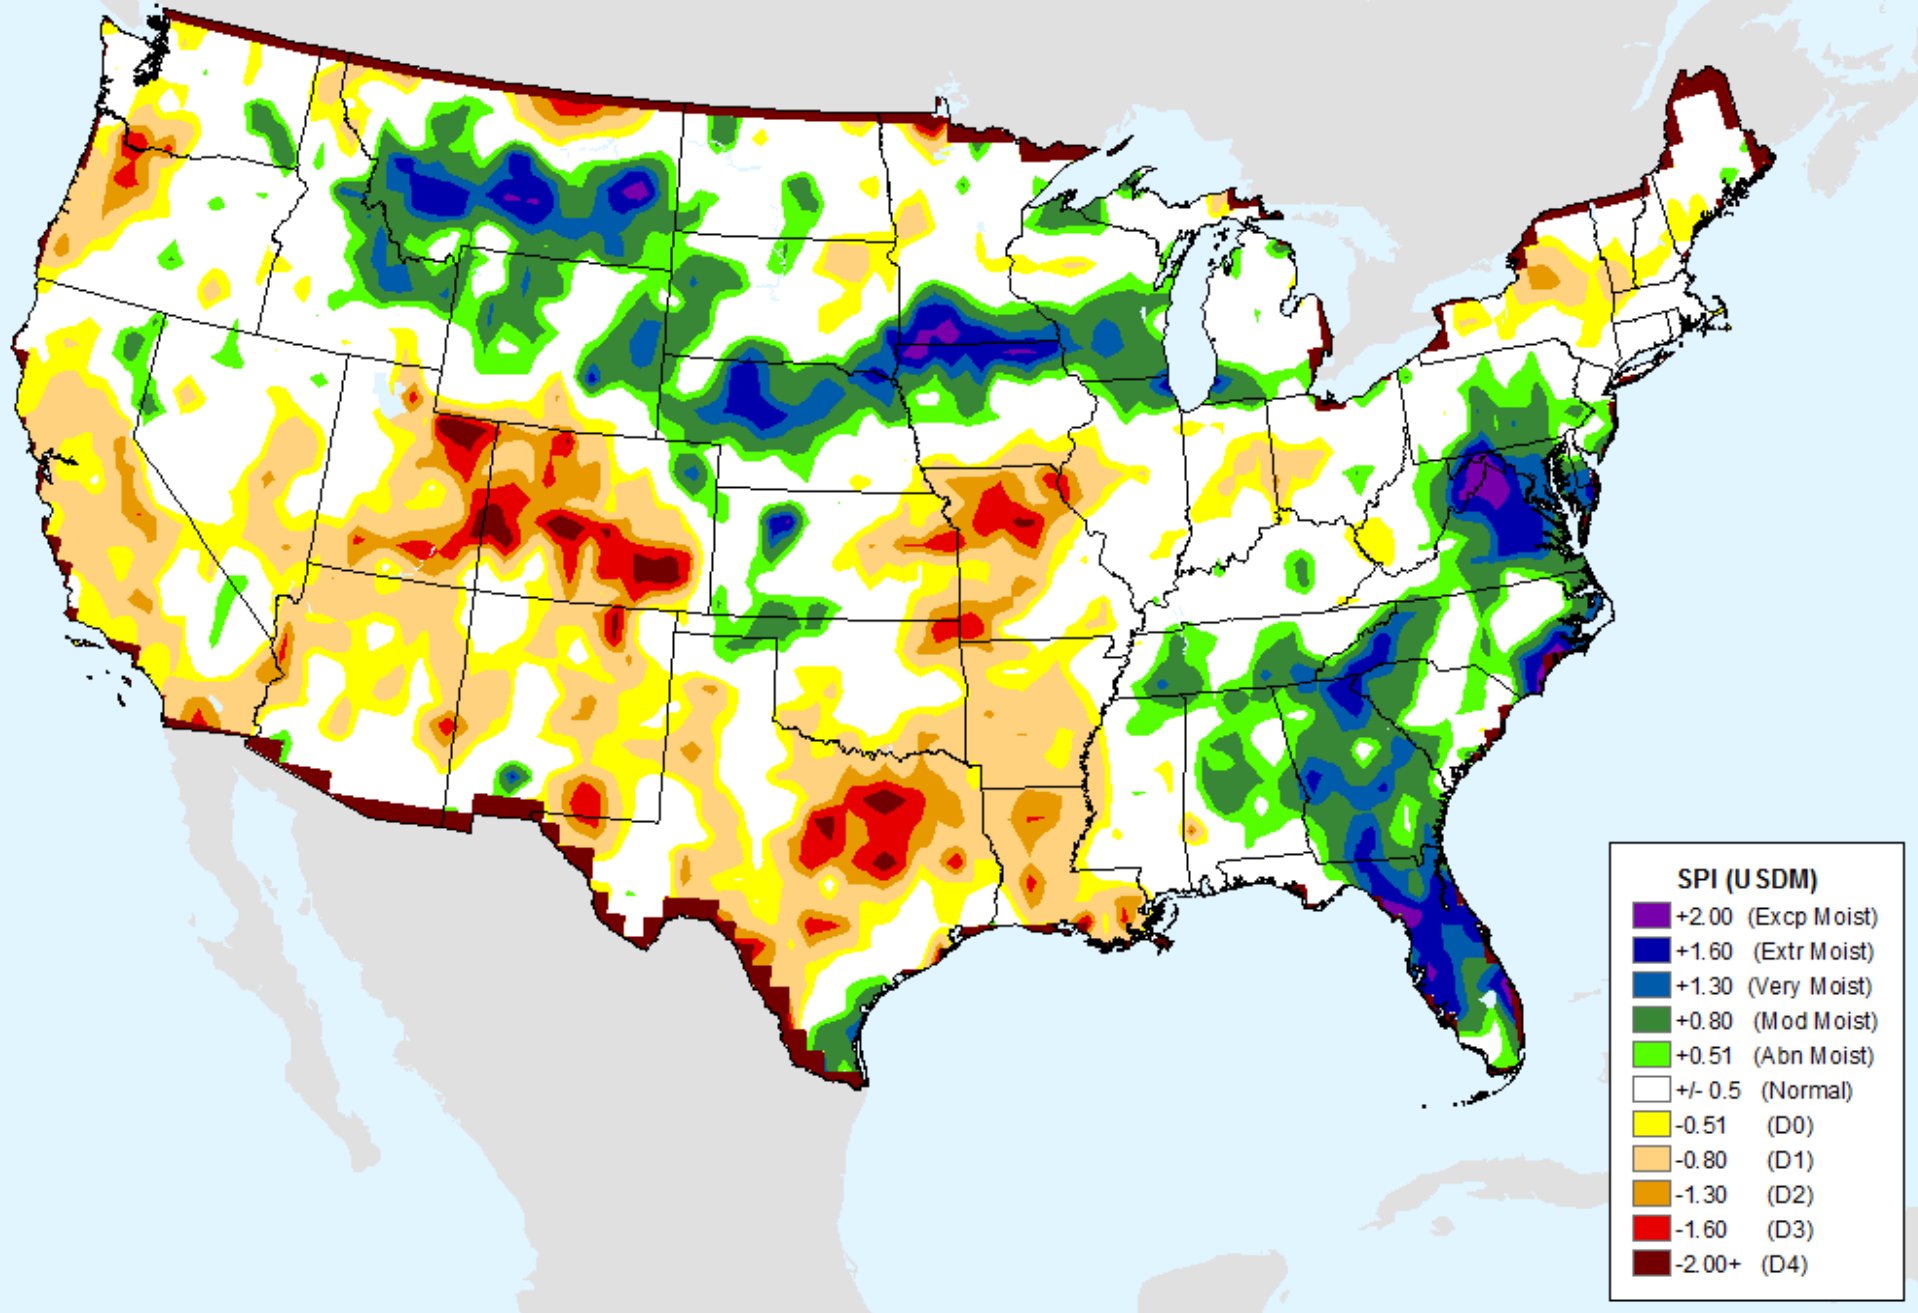 SPI (USDM)
+2.00 (Excp Moist)
+1.60 (Extr Moist)
+1.30 (Very Moist)
+0.80 (Mod Moist)
+0.51 (Abn Moist)
+/- 0.5 (Normal)
-0.51 (D0)
-0.80 (D1)
-1.30 (D2)
-1.60 (D3)
-2.00+ (D4)